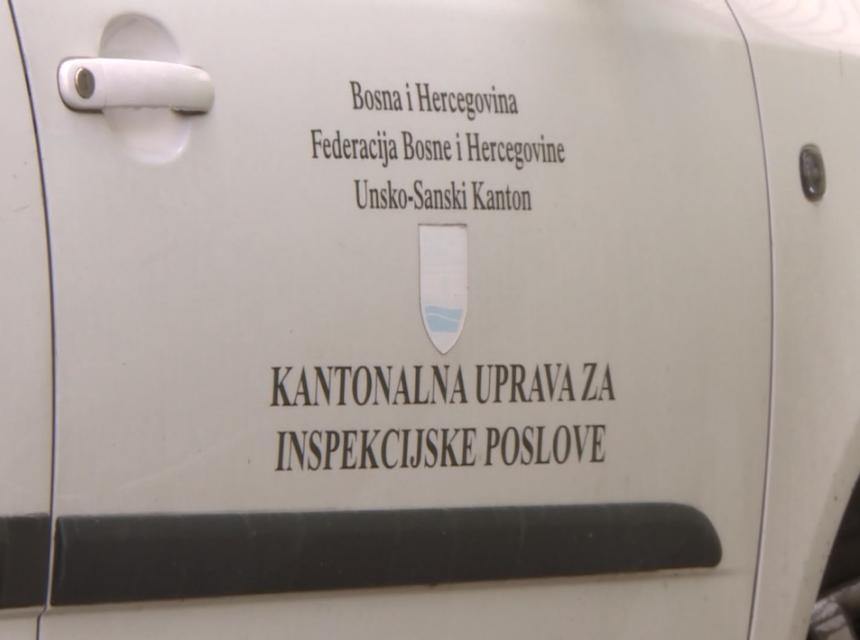 Bosna i Hercegovina
Federacija Bosne i Hercegovine
Unsko-Sanski Kanton
KANTONALNA UPRAVA ZA
INSPEKCIJSKE POSLOVE